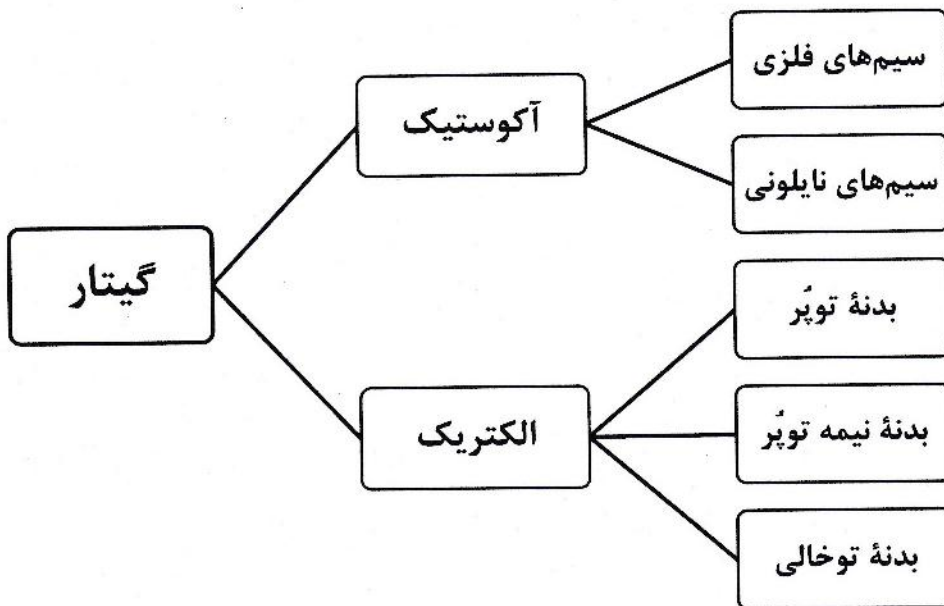 گیتار
آکوستیک
سیم‌های فلزی
سیم‌های نایلونی
الکتریک
بدنهٔ توپُر
بدنهٔ نیمه توپُر
بدنهٔ توخالی